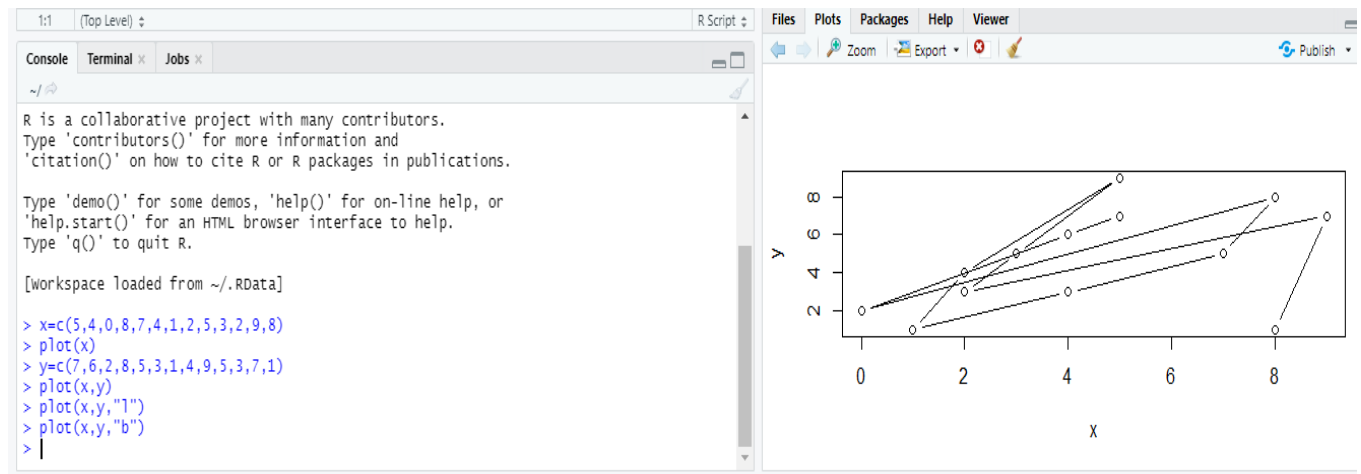 1:1 (Top Level) R Script
Console Terminal × Jobs ×
~/
R is a collaborative project with many contributors.
Type 'contributors()' for more information and
'citation()' on how to cite R or R packages in publications.
Type 'demo()' for some demos, 'help()' for on-line help, or
'help.start()' for an HTML browser interface to help.
Type 'q()' to quit R.
[Workspace loaded from ~/.RData]
> x=c(5,4,0,8,7,4,1,2,5,3,2,9,8)
> plot(x)
> y=c(7,6,2,8,5,3,1,4,9,5,3,7,1)
> plot(x,y)
> plot(x,y,"l")
> plot(x,y,"b")
>
Files Plots Packages Help Viewer
Zoom Export Publish
y
8
6
4
2
0 2 4 6 8
x